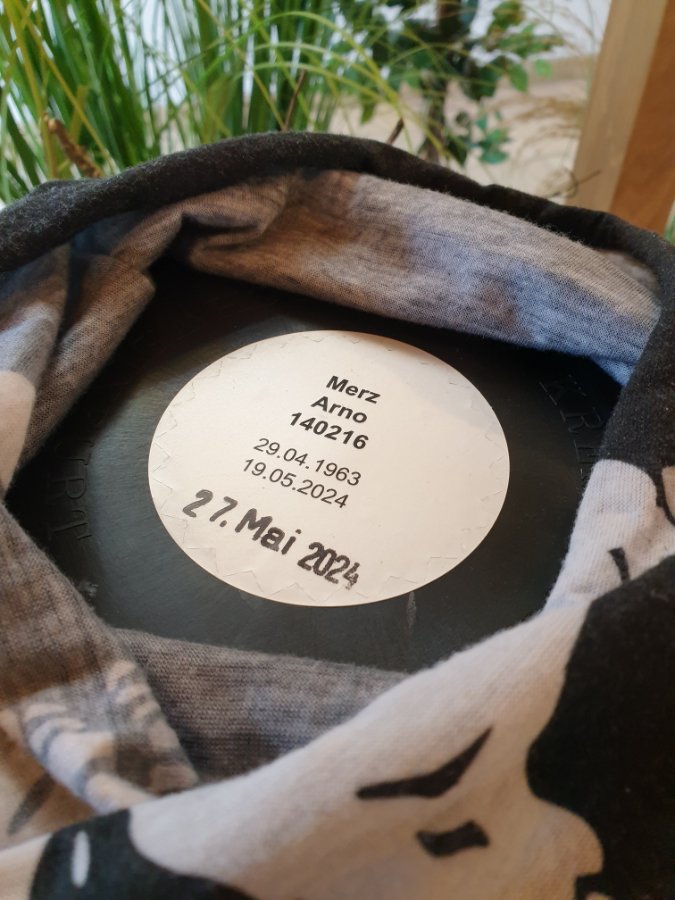 Merz
Arno
140216
29.04.1963
19.05.2024
27. Mai 2024